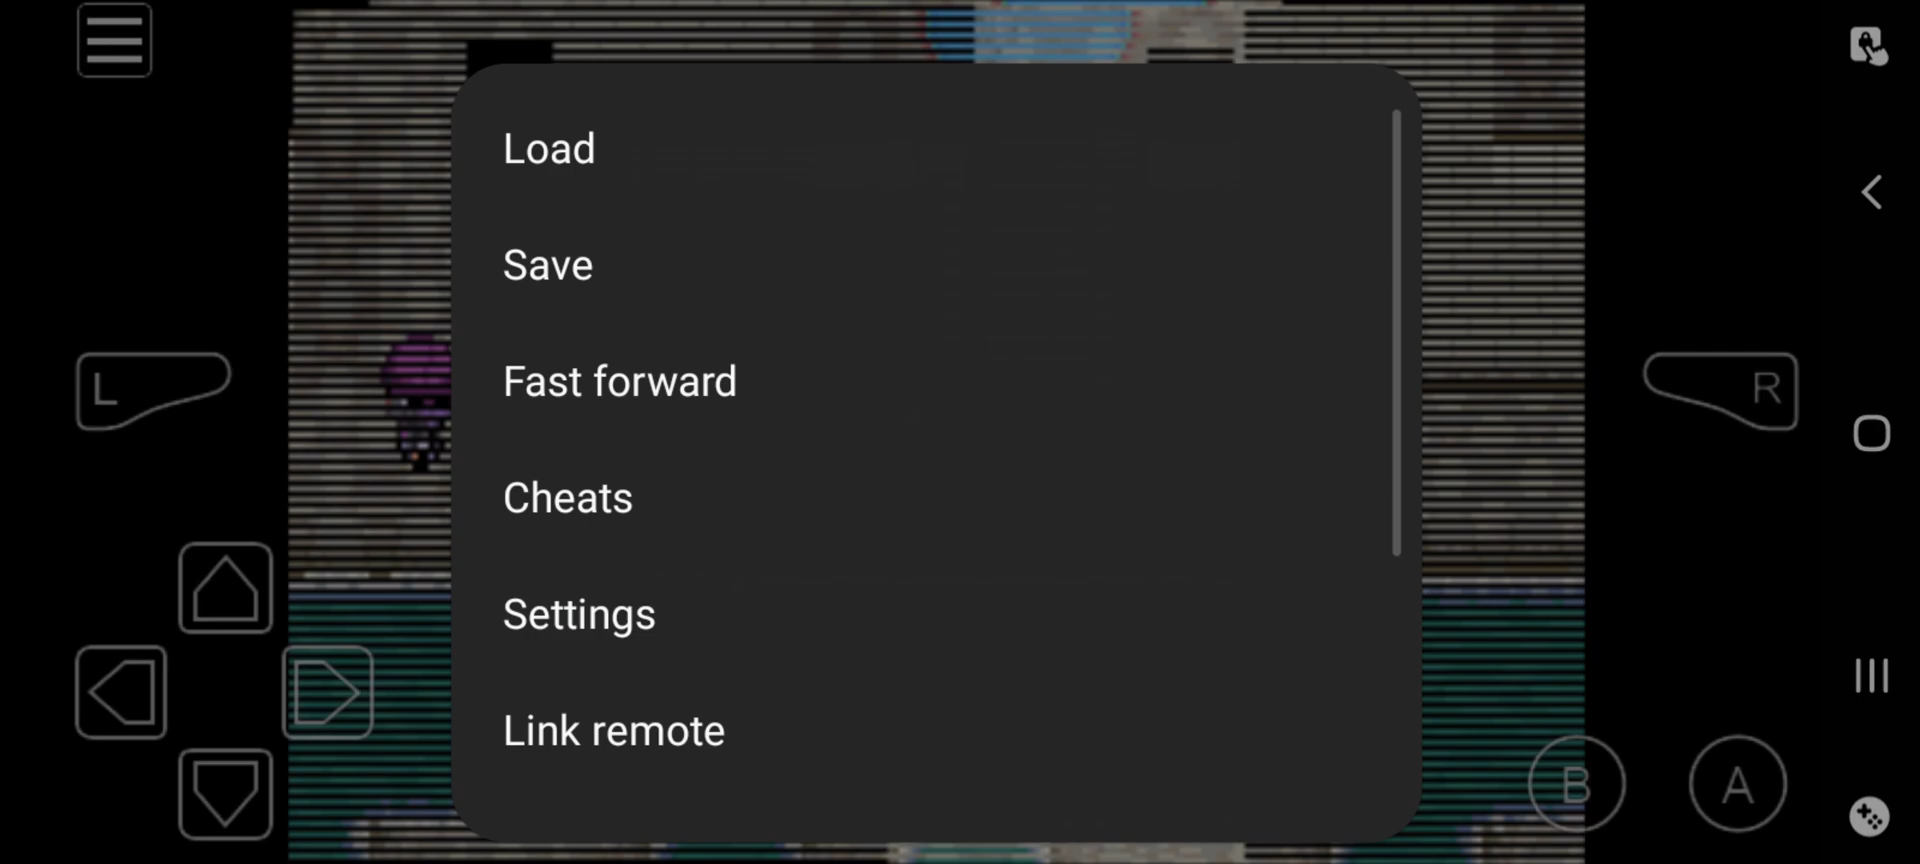 Load
Save
Fast forward
Cheats
L
R
Settings
Link remote
B
A